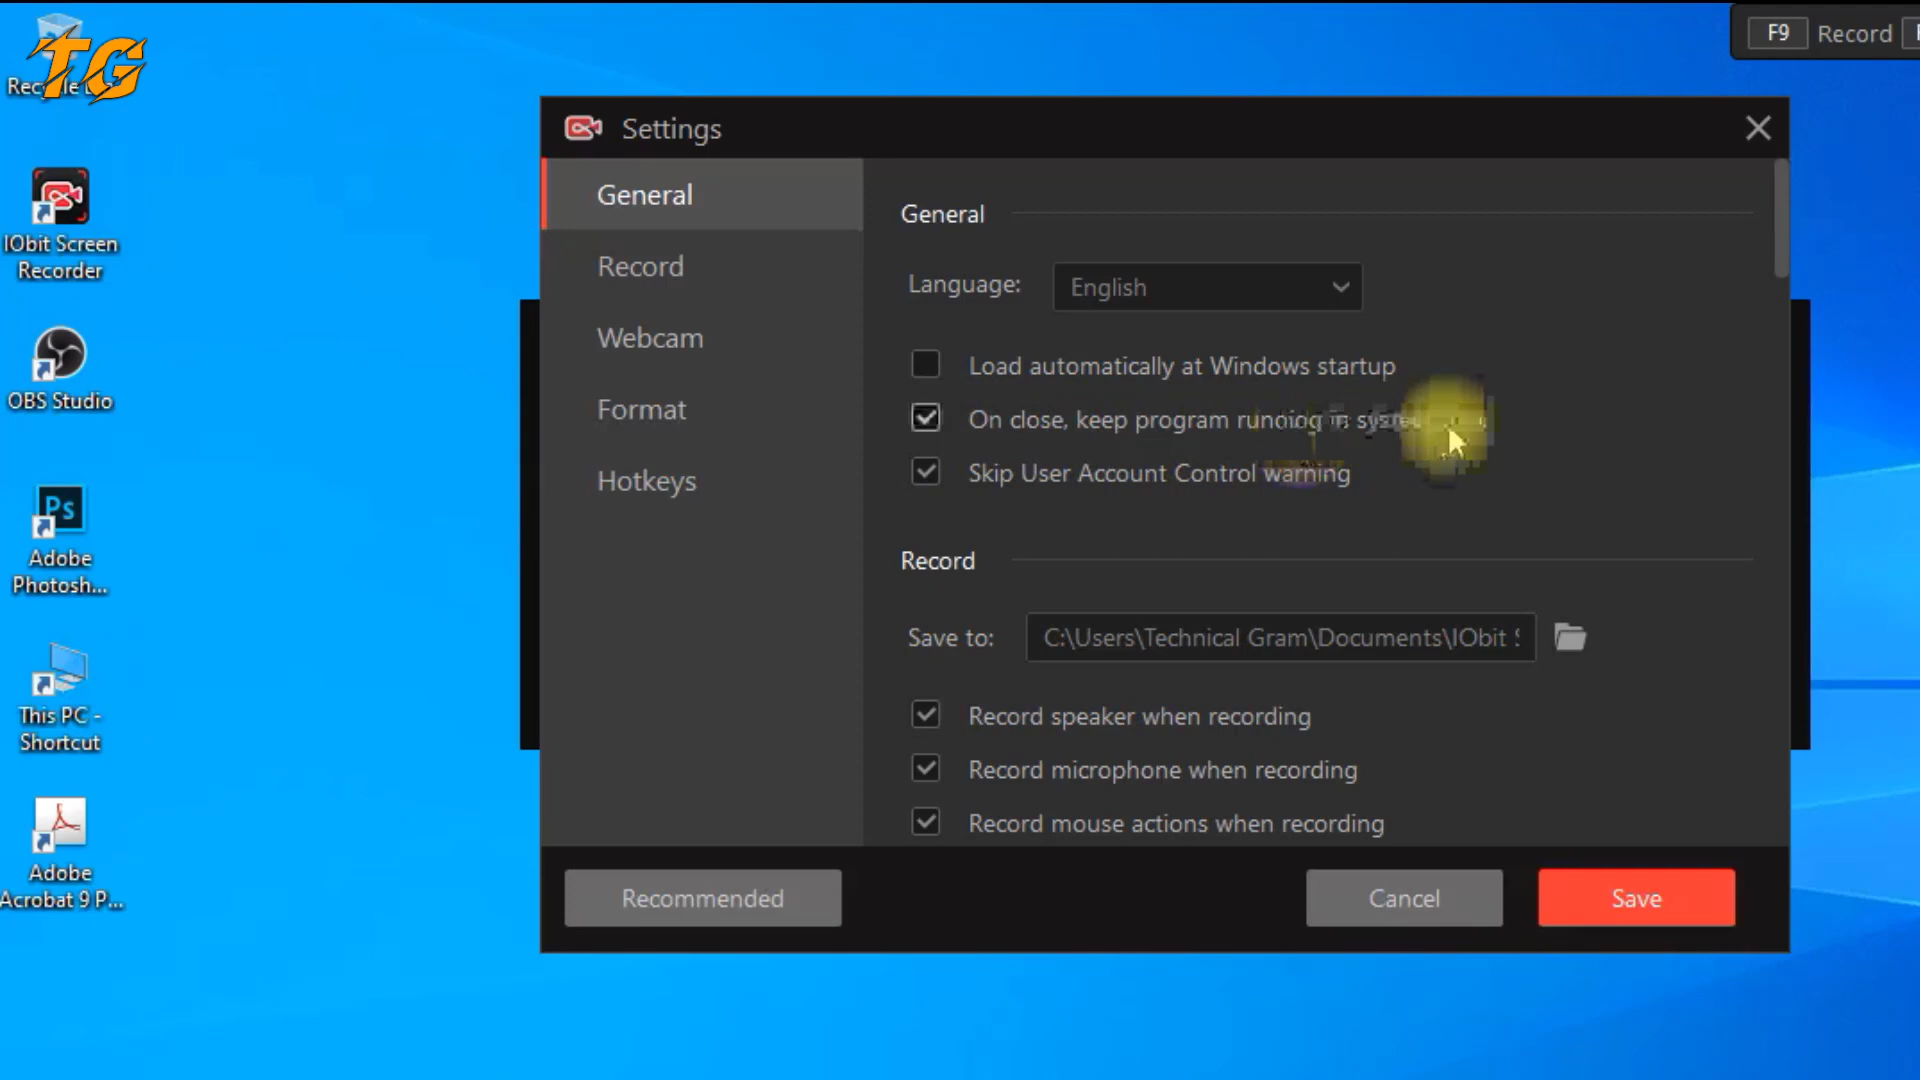 TG
F9 Record
Settings
General
Record
Webcam
Format
Hotkeys
General
Language: English
Load automatically at Windows startup
On close, keep program running in
Skip User Account Control warning
Record
Save to: C:\Users\Technical Gram\Documents\IObit
Record speaker when recording
Record microphone when recording
Record mouse actions when recording
Recommended
Cancel
Save
IObit Screen
Recorder
OBS Studio
Ps
Adobe
Photosh...
This PC -
Shortcut
Adobe
Acrobat 9 P...